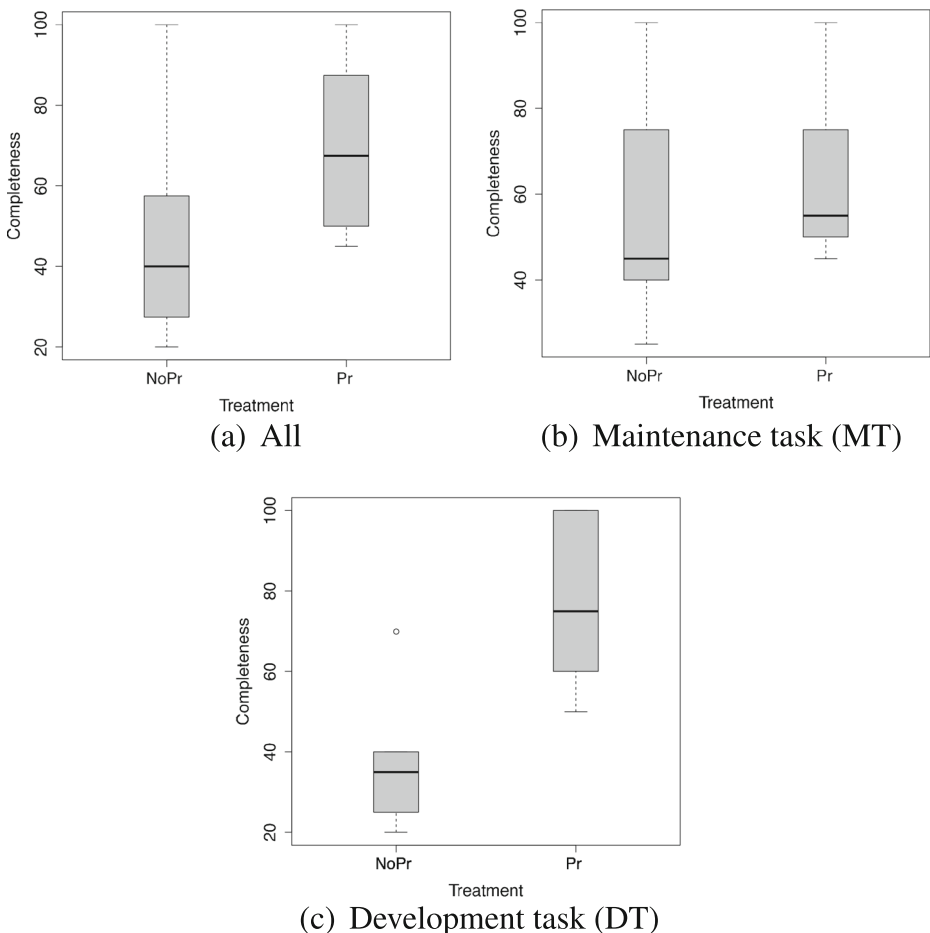 Completeness
100
80
60
40
20
NoPr
Pr
Treatment
(a) All
Completeness
100
80
60
40
NoPr
Pr
Treatment
(b) Maintenance task (MT)
Completeness
100
80
60
40
20
NoPr
Pr
Treatment
(c) Development task (DT)